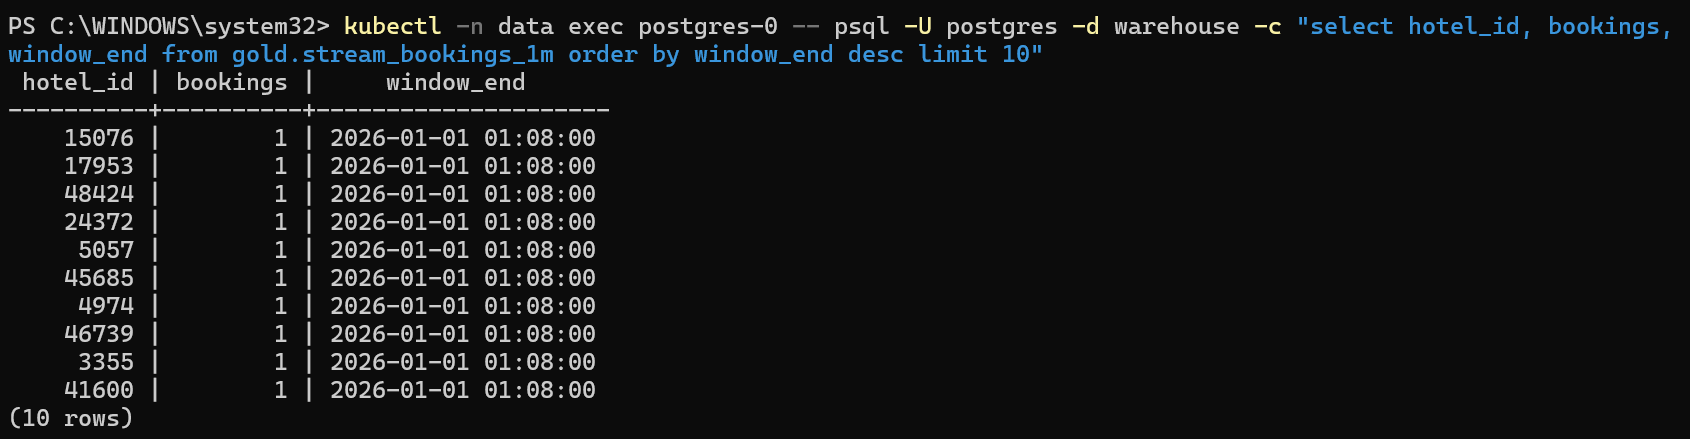 PS C:\WINDOWS\system32> kubectl -n data exec postgres-0 -- psql -U postgres -d warehouse -c "select hotel_id, bookings,
window_end from gold.stream_bookings_1m order by window_end desc limit 10"
 hotel_id | bookings |     window_end
----------+----------+---------------------
    15076 |        1 | 2026-01-01 01:08:00
    17953 |        1 | 2026-01-01 01:08:00
    48424 |        1 | 2026-01-01 01:08:00
    24372 |        1 | 2026-01-01 01:08:00
     5057 |        1 | 2026-01-01 01:08:00
    45685 |        1 | 2026-01-01 01:08:00
     4974 |        1 | 2026-01-01 01:08:00
    46739 |        1 | 2026-01-01 01:08:00
     3355 |        1 | 2026-01-01 01:08:00
    41600 |        1 | 2026-01-01 01:08:00
(10 rows)